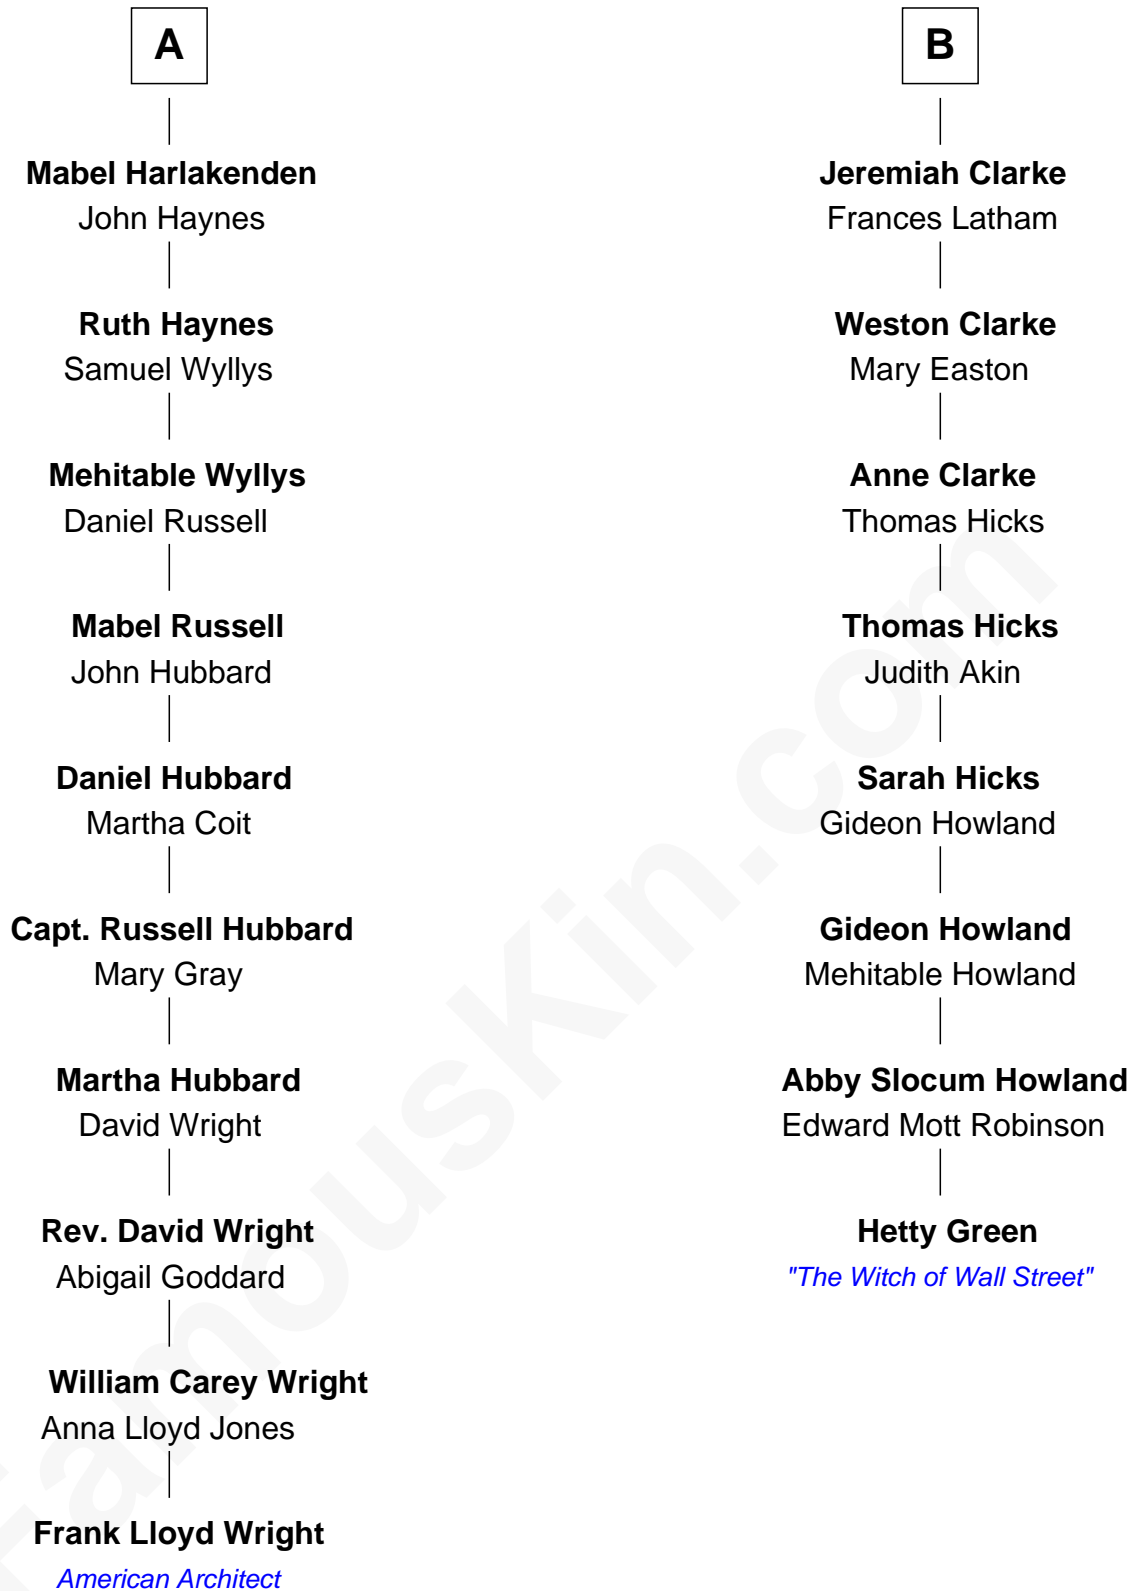 A
Mabel Harlakenden
John Haynes
Ruth Haynes
Samuel Wyllys
Mehitable Wyllys
Daniel Russell
Mabel Russell
John Hubbard
Daniel Hubbard
Martha Coit
Capt. Russell Hubbard
Mary Gray
Martha Hubbard
David Wright
Rev. David Wright
Abigail Goddard
William Carey Wright
Anna Lloyd Jones
Frank Lloyd Wright
American Architect
B
Jeremiah Clarke
Frances Latham
Weston Clarke
Mary Easton
Anne Clarke
Thomas Hicks
Thomas Hicks
Judith Akin
Sarah Hicks
Gideon Howland
Gideon Howland
Mehitable Howland
Abby Slocum Howland
Edward Mott Robinson
Hetty Green
"The Witch of Wall Street"
FamousKin.com